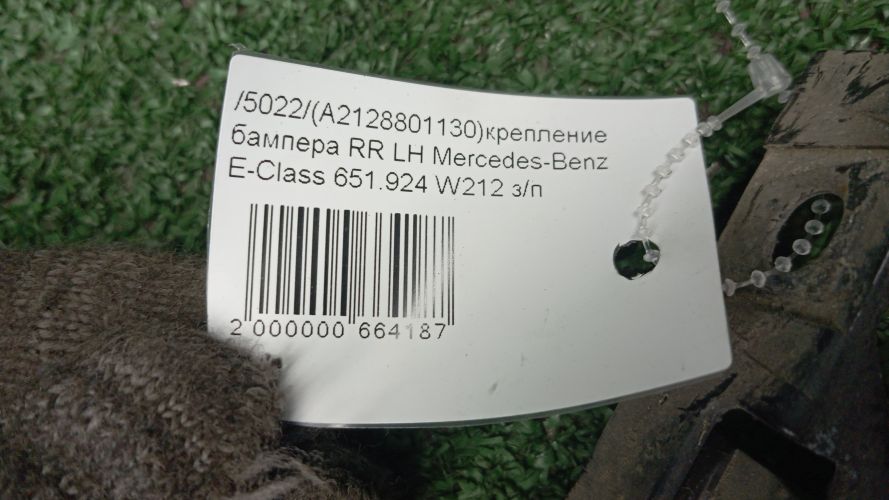 /5022/(A2128801130)крепление
бампера RR LH Mercedes-Benz
E-Class 651.924 W212 з/п
2 000000 664187